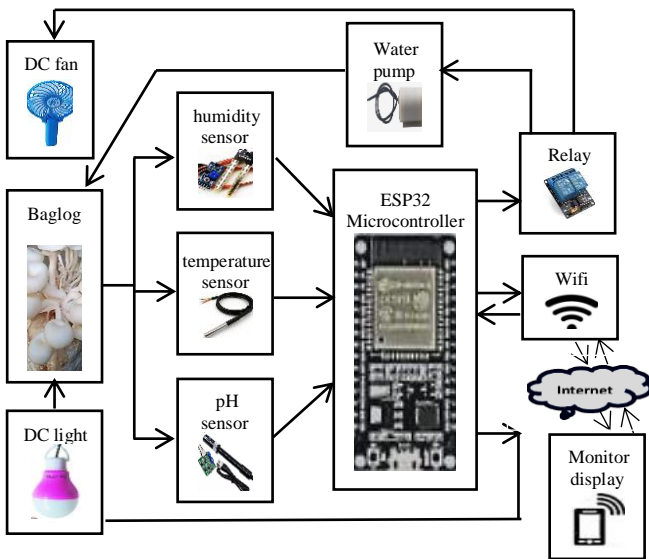 DC fan
Water
pump
humidity
sensor
Relay
ESP32
Microcontroller
Baglog
temperature
sensor
Wifi
Internet
pH
sensor
DC light
Monitor
display